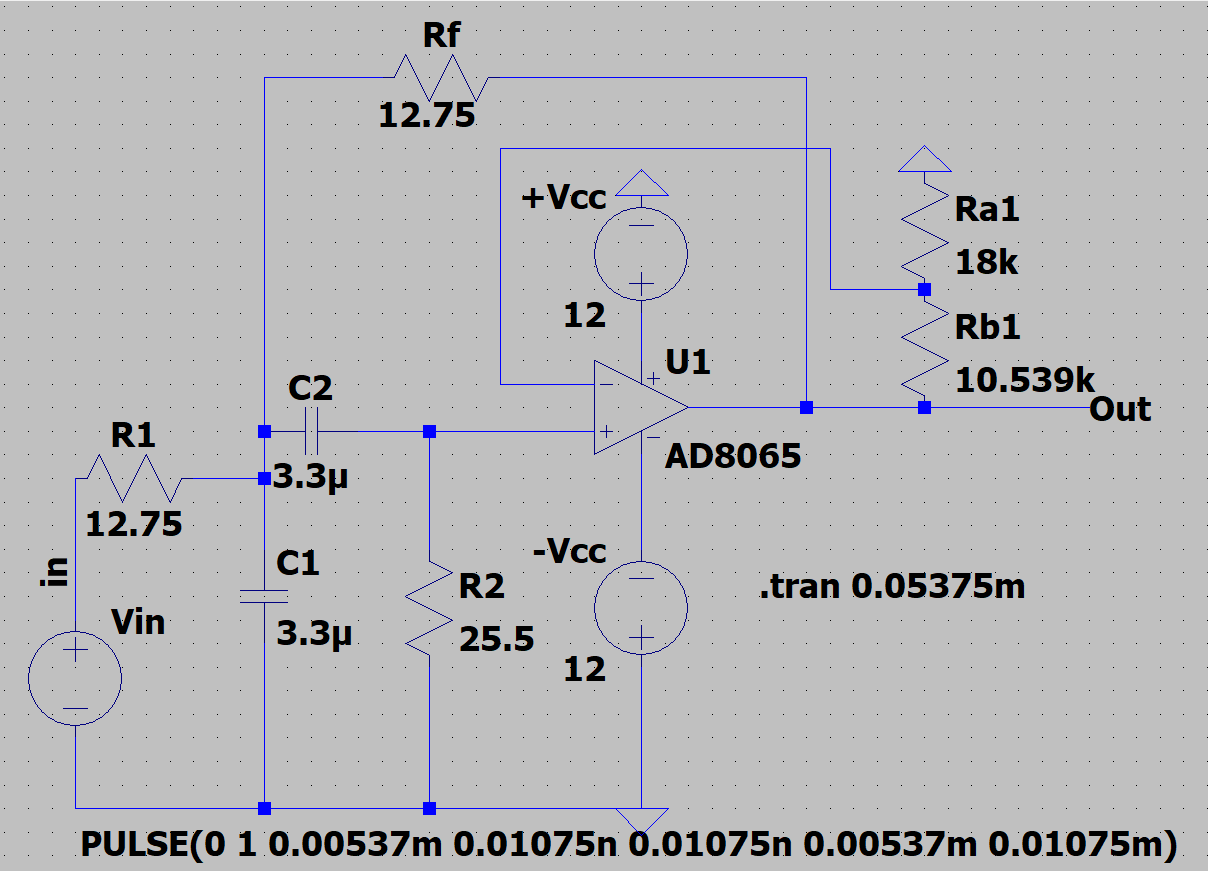 Rf
12.75
+Vcc
12
Ra1
18k
Rb1
10.539k
U1
AD8065
Out
C2
3.3µ
R1
12.75
in
Vin
C1
3.3µ
R2
25.5
-Vcc
12
.tran 0.05375m
PULSE(0 1 0.00537m 0.01075n 0.01075n 0.00537m 0.01075m)